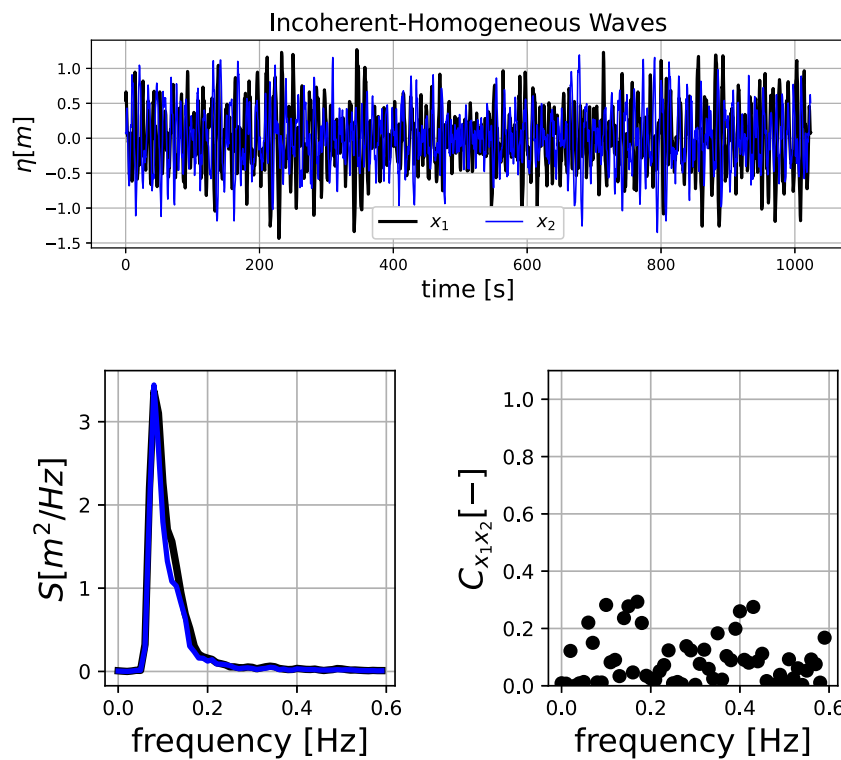 Incoherent-Homogeneous Waves
η[m]
1.0
0.5
0.0
−0.5
−1.0
−1.5
x₁ x₂
0 200 400 600 800 1000
time [s]
S[m²/Hz]
3
2
1
0
0.0 0.2 0.4 0.6
frequency [Hz]
Cₓ₁ₓ₂[−]
1.0
0.8
0.6
0.4
0.2
0.0
0.0 0.2 0.4 0.6
frequency [Hz]